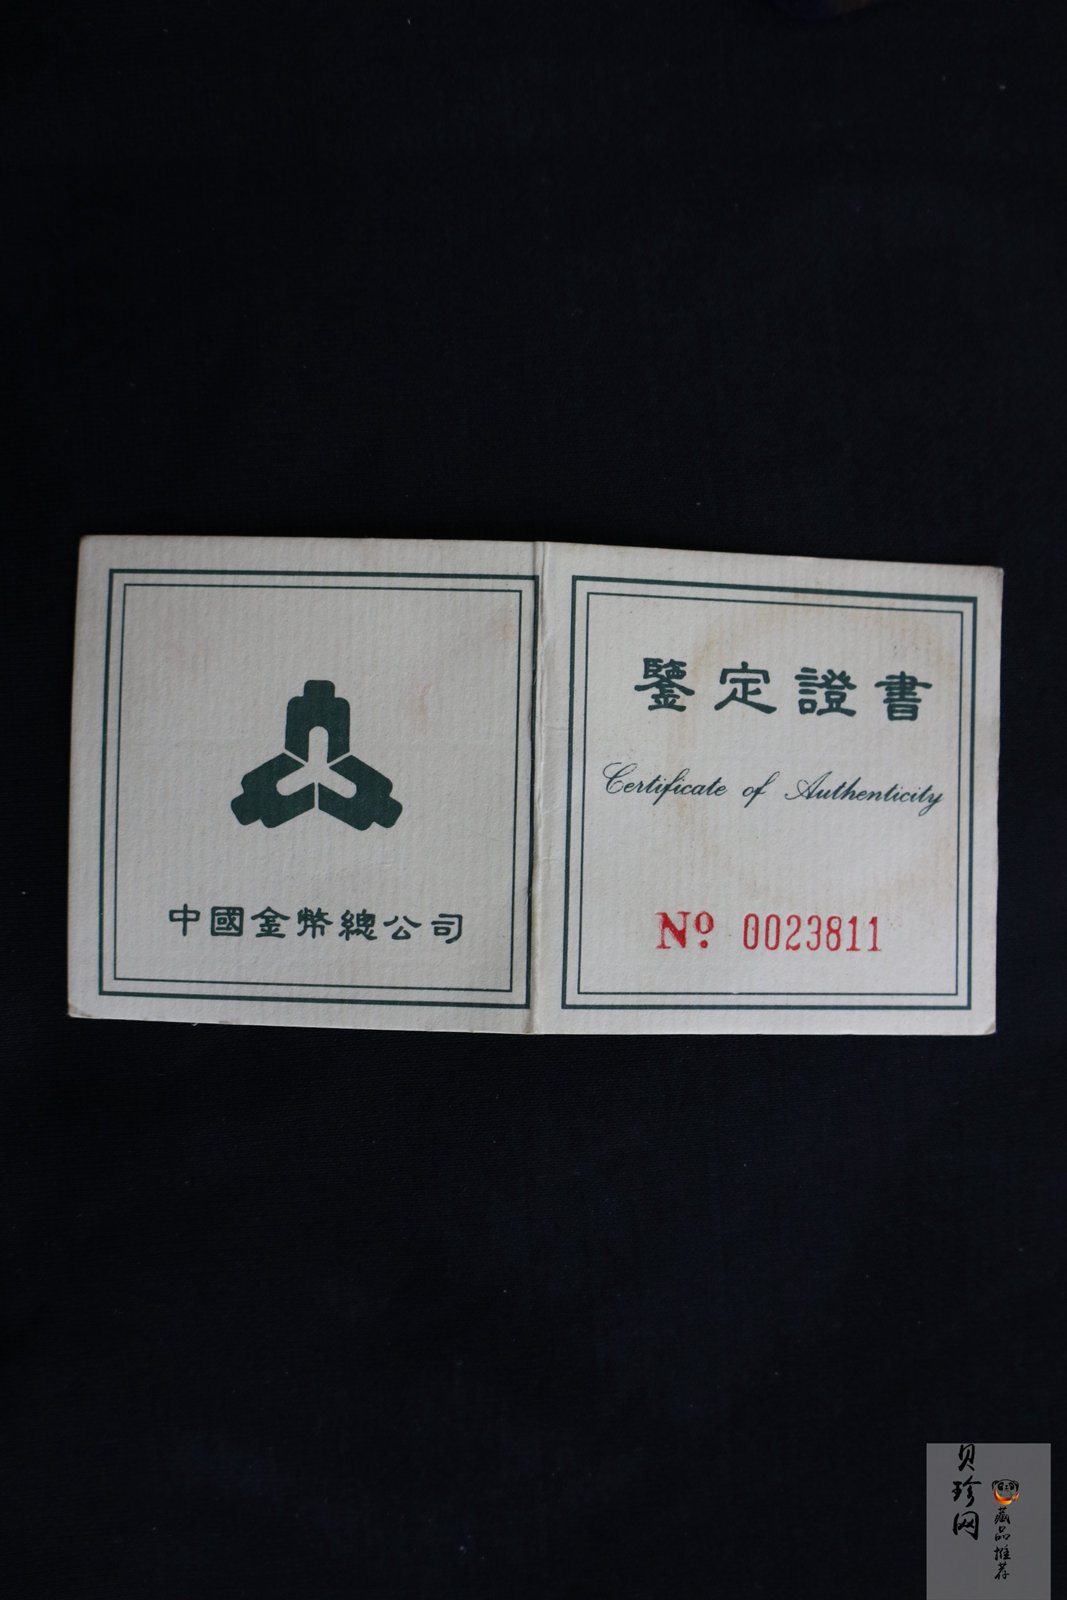 中國金幣總公司
鑒定證書
Certificate of Authenticity
Nº 0023811
贝珍网
藏品推荐